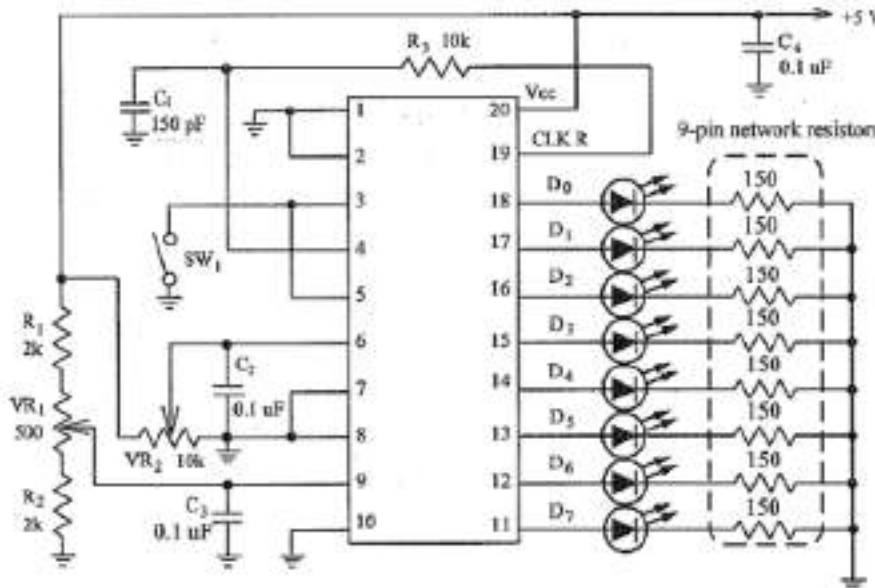 +5 V
R3 10k
C4
0.1 uF
Vcc
C1
150 pF
1
20
CLK R
9-pin network resistor
2
19
D0
150
3
18
D1
150
SW1
4
17
D2
150
5
16
R1
2k
D3
150
6
15
C2
0.1 uF
D4
150
7
14
VR1
500
D5
150
8
13
VR2 10k
D6
150
9
12
R2
2k
C3
0.1 uF
D7
150
10
11